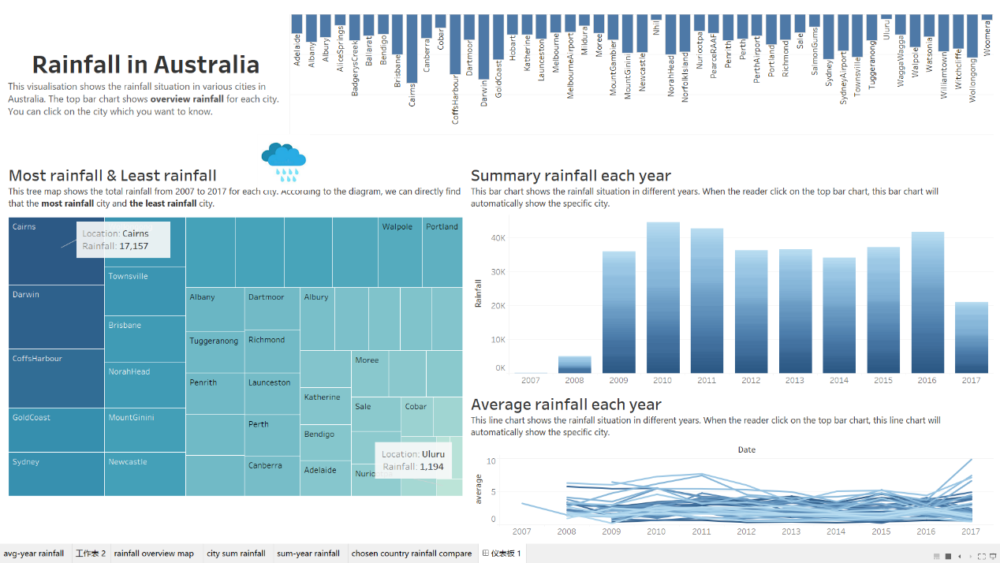 Rainfall in Australia
This visualisation shows the rainfall situation in various cities in
Australia. The top bar chart shows overview rainfall for each city.
You can click on the city which you want to know.
Adelaide
Albany
Albury
AliceSprings
BadgerysCreek
Ballarat
Bendigo
Brisbane
Cairns
Canberra
Cobar
CoffsHarbour
Dartmoor
Darwin
GoldCoast
Hobart
Katherine
Launceston
Melbourne
MelbourneAirport
Mildura
Moree
MountGambier
MountGinini
Newcastle
Nhil
NorahHead
NorfolkIsland
Nuriootpa
PearceRAAF
Penrith
Perth
PerthAirport
Portland
Richmond
Sale
SalmonGums
Sydney
SydneyAirport
Townsville
Tuggeranong
Uluru
WaggaWagga
Walpole
Watsonia
Williamtown
Witchcliffe
Wollongong
Woomera
Most rainfall & Least rainfall
This tree map shows the total rainfall from 2007 to 2017 for each city. According to the diagram, we can directly find
that the most rainfall city and the least rainfall city.
Cairns
Location: Cairns
Rainfall: 17,157
Darwin
CoffsHarbour
GoldCoast
Sydney
Townsville
Brisbane
NorahHead
MountGinini
Newcastle
Walpole
Portland
Albany
Dartmoor
Albury
Tuggeranong
Richmond
Penrith
Launceston
Perth
Canberra
Moree
Katherine
Sale
Cobar
Bendigo
Adelaide
Location: Uluru
Rainfall: 1,194
Summary rainfall each year
This bar chart shows the rainfall situation in different years. When the reader click on the top bar chart, this bar chart will
automatically show the specific city.
Rainfall
40K
30K
20K
10K
0K
2007 2008 2009 2010 2011 2012 2013 2014 2015 2016 2017
Average rainfall each year
This line chart shows the rainfall situation in different years. When the reader click on the top bar chart, this line chart will
automatically show the specific city.
Date
average
10
5
0
2007 2008 2009 2010 2011 2012 2013 2014 2015 2016 2017
avg-year rainfall 工作表 2 rainfall overview map city sum rainfall sum-year rainfall chosen country rainfall compare 仪表板 1